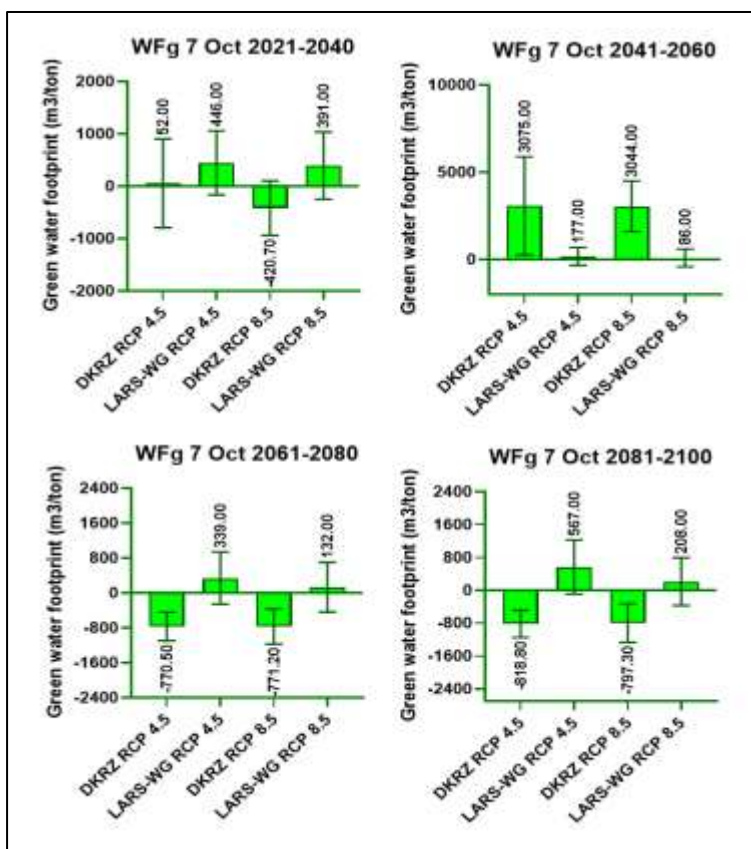 WFg 7 Oct 2021-2040
Green water footprint (m3/ton)
2000
1000
0
-1000
-2000
52.00
446.00
-420.70
391.00
DKRZ RCP 4.5
LARS-WG RCP 4.5
DKRZ RCP 8.5
LARS-WG RCP 8.5
WFg 7 Oct 2041-2060
Green water footprint (m3/ton)
10000
5000
0
3075.00
177.00
3044.00
86.00
DKRZ RCP 4.5
LARS-WG RCP 4.5
DKRZ RCP 8.5
LARS-WG RCP 8.5
WFg 7 Oct 2061-2080
Green water footprint (m3/ton)
2400
1600
800
0
-800
-1600
-2400
-770.50
339.00
-771.20
132.00
DKRZ RCP 4.5
LARS-WG RCP 4.5
DKRZ RCP 8.5
LARS-WG RCP 8.5
WFg 7 Oct 2081-2100
Green water footprint (m3/ton)
2400
1600
800
0
-800
-1600
-2400
-818.80
567.00
-797.30
208.00
DKRZ RCP 4.5
LARS-WG RCP 4.5
DKRZ RCP 8.5
LARS-WG RCP 8.5